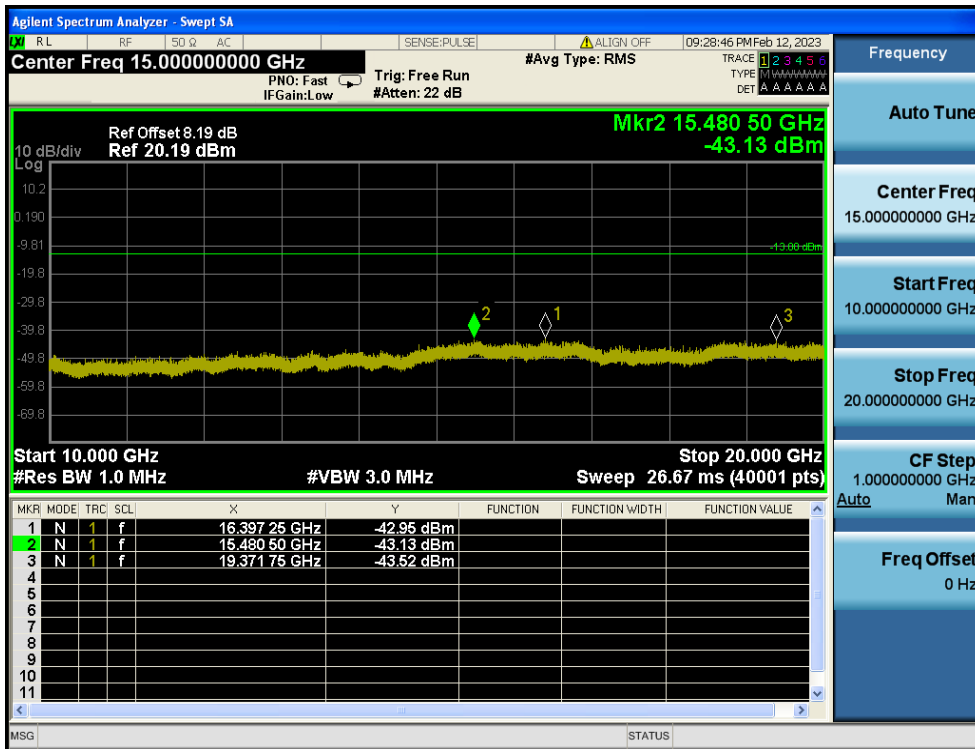 Agilent Spectrum Analyzer - Swept SA
LXI RL RF 50 Ω AC SENSE:PULSE ALIGN OFF 09:28:46 PM Feb 12, 2023
Center Freq 15.000000000 GHz
PNO: Fast
IFGain:Low
Trig: Free Run
#Atten: 22 dB
#Avg Type: RMS
TRACE 1 2 3 4 5 6
TYPE M W W W W W
DET A A A A A A
Mkr2 15.480 50 GHz
-43.13 dBm
Ref Offset 8.19 dB
10 dB/div Ref 20.19 dBm
Log
10.2
0.190
-9.81
-13.00 dBm
-19.8
-29.8
2
1
3
-39.8
-49.8
-59.8
-69.8
Start 10.000 GHz Stop 20.000 GHz
#Res BW 1.0 MHz #VBW 3.0 MHz Sweep 26.67 ms (40001 pts)
MKR MODE TRC SCL X Y FUNCTION FUNCTION WIDTH FUNCTION VALUE
1 N 1 f 16.397 25 GHz -42.95 dBm
2 N 1 f 15.480 50 GHz -43.13 dBm
3 N 1 f 19.371 75 GHz -43.52 dBm
4
5
6
7
8
9
10
11
MSG STATUS
Frequency
Auto Tune
Center Freq
15.000000000 GHz
Start Freq
10.000000000 GHz
Stop Freq
20.000000000 GHz
CF Step
1.000000000 GHz
Auto Man
Freq Offset
0 Hz